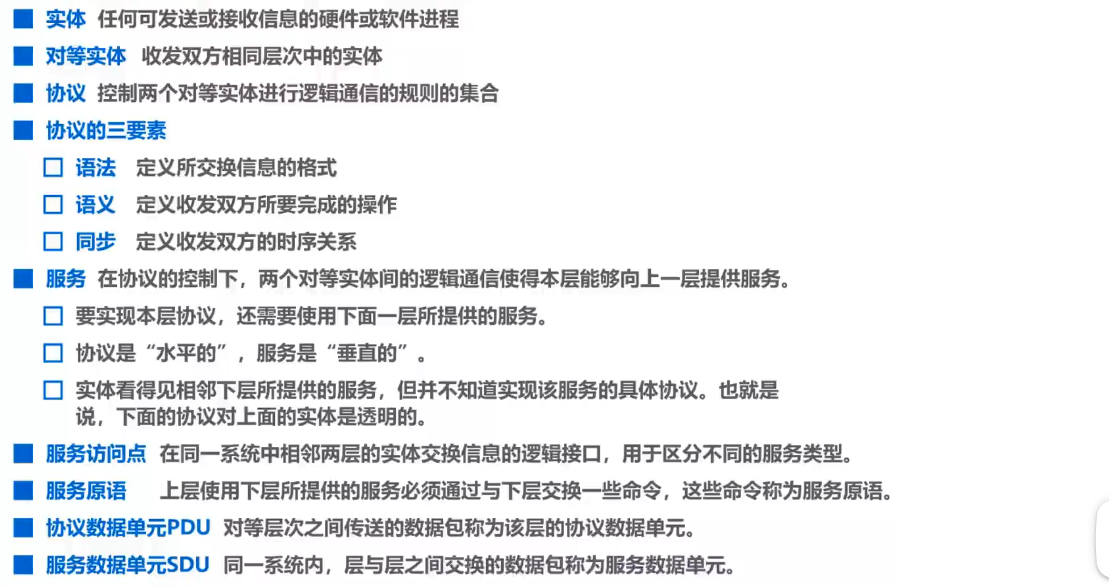 实体 任何可发送或接收信息的硬件或软件进程
对等实体 收发双方相同层次中的实体
协议 控制两个对等实体进行逻辑通信的规则的集合
协议的三要素
语法 定义所交换信息的格式
语义 定义收发双方所要完成的操作
同步 定义收发双方的时序关系
服务 在协议的控制下，两个对等实体间的逻辑通信使得本层能够向上一层提供服务。
要实现本层协议，还需要使用下面一层所提供的服务。
协议是“水平的”，服务是“垂直的”。
实体看得见相邻下层所提供的服务，但并不知道实现该服务的具体协议。也就是
说，下面的协议对上面的实体是透明的。
服务访问点 在同一系统中相邻两层的实体交换信息的逻辑接口，用于区分不同的服务类型。
服务原语 上层使用下层所提供的服务必须通过与下层交换一些命令，这些命令称为服务原语。
协议数据单元PDU 对等层次之间传送的数据包称为该层的协议数据单元。
服务数据单元SDU 同一系统内，层与层之间交换的数据包称为服务数据单元。